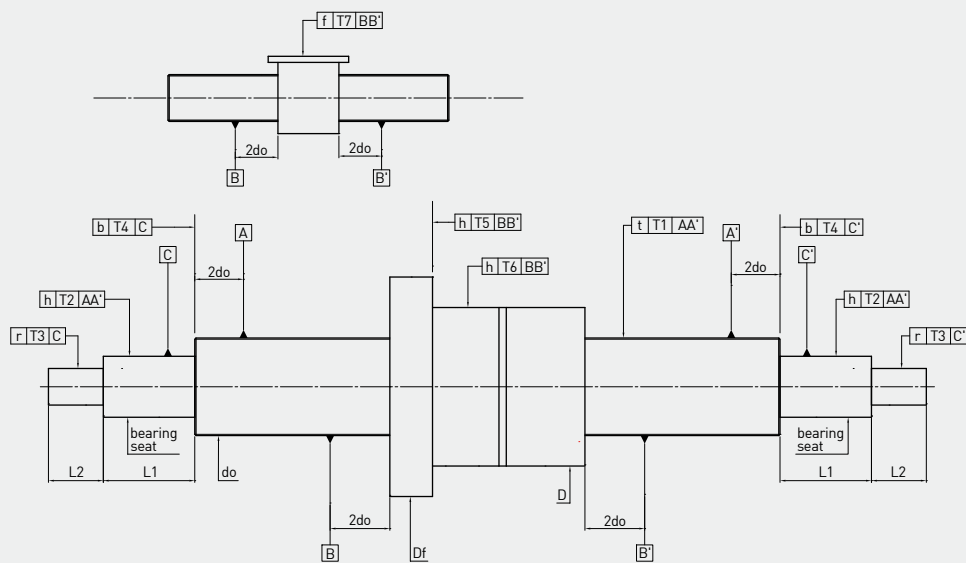 f T7 BB'
2do 2do
B B'
b T4 C
A
h T5 BB'
t T1 AA'
A'
b T4 C'
C
2do
h T6 BB'
2do
C'
h T2 AA'
h T2 AA'
r T3 C
r T3 C'
bearing
seat
bearing
seat
L2 L1 do
D
L1 L2
2do
2do
B Df B'